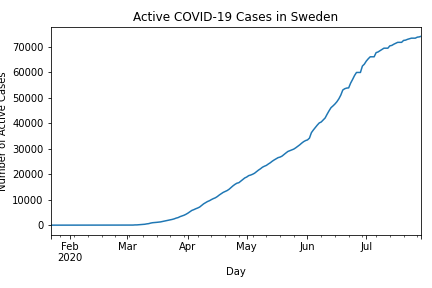 Active COVID-19 Cases in Sweden
Number of Active Cases
70000
60000
50000
40000
30000
20000
10000
0
Feb Mar Apr May Jun Jul
2020
Day